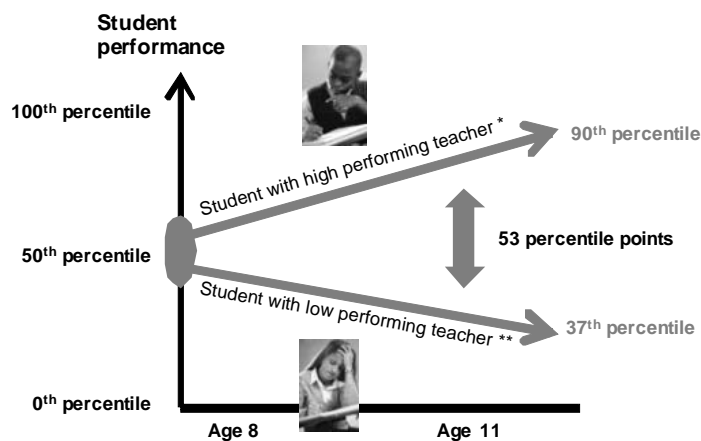 Student
performance
100th percentile
Student with high performing teacher *
90th percentile
53 percentile points
50th percentile
Student with low performing teacher **
37th percentile
0th percentile
Age 8
Age 11